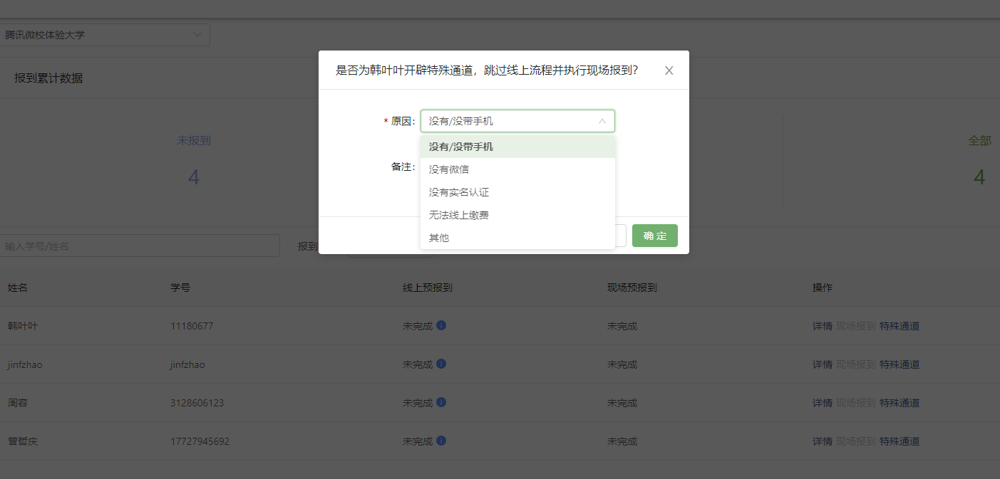 腾讯微校体验大学
报到累计数据
未报到
4
全部
4
是否为韩叶叶开辟特殊通道，跳过线上流程并执行现场报到？
* 原因：
没有/没带手机
没有/没带手机
没有微信
没有实名认证
无法线上缴费
其他
备注：
确 定
输入学号/姓名
报到
姓名 学号 线上预报到 现场预报到 操作
韩叶叶 11180677 未完成 未完成 详情 现场报到 特殊通道
jinfzhao jinfzhao 未完成 未完成 详情 现场报到 特殊通道
周容 3128606123 未完成 未完成 详情 现场报到 特殊通道
曾晢庆 17727945692 未完成 未完成 详情 现场报到 特殊通道